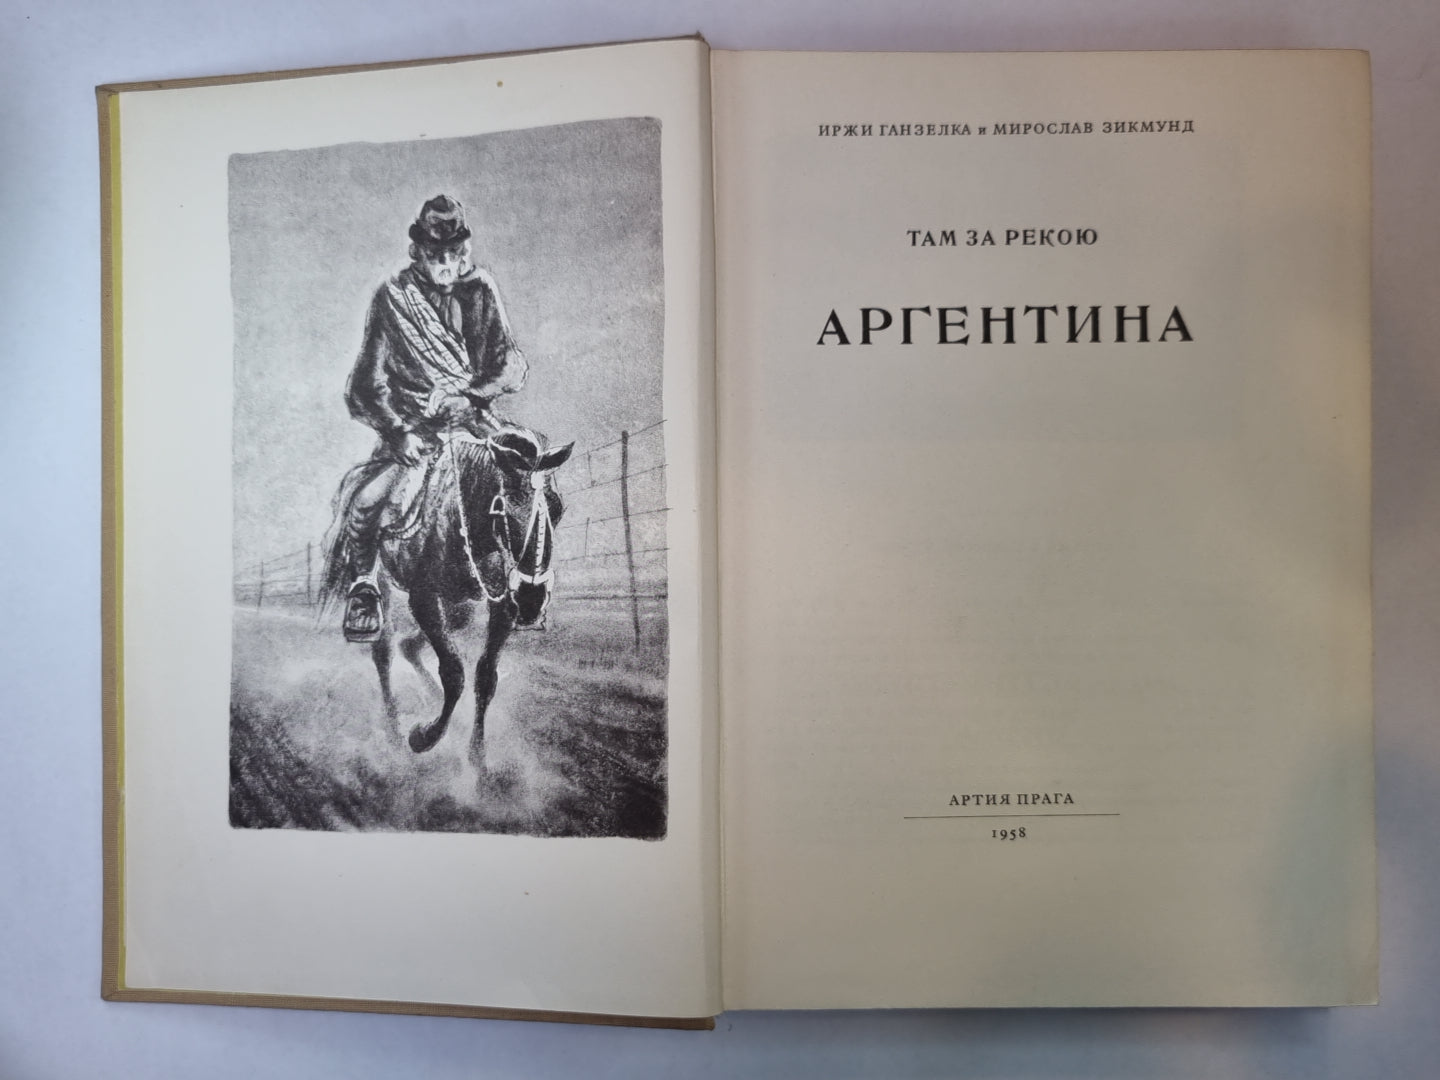 ИРЖИ ГАНЗЕЛКА и МИРОСЛАВ ЗИКМУНД
ТАМ ЗА РЕКОЮ
АРГЕНТИНА
АРТИЯ ПРАГА
1958